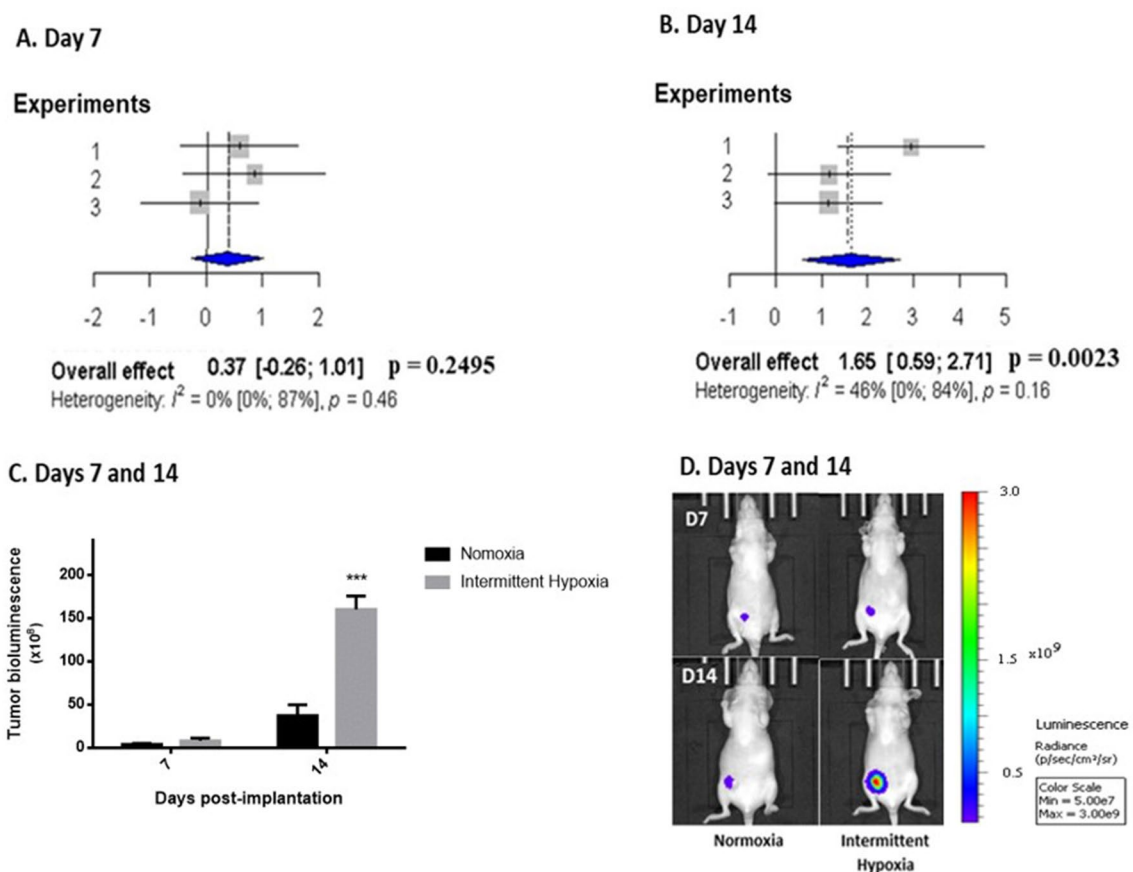 A. Day 7
Experiments
1
2
3
-2 -1 0 1 2
Overall effect 0.37 [-0.26; 1.01] p = 0.2495
Heterogeneity: I² = 0% [0%; 87%], p = 0.46
B. Day 14
Experiments
1
2
3
-1 0 1 2 3 4 5
Overall effect 1.65 [0.59; 2.71] p = 0.0023
Heterogeneity: I² = 46% [0%; 84%], p = 0.16
C. Days 7 and 14
Tumor bioluminescence
(x10⁸)
200
150
100
50
0
***
7 14
Days post-implantation
Nomoxia
Intermittent Hypoxia
D. Days 7 and 14
D7
D14
Normoxia
Intermittent
Hypoxia
3.0
1.5 x10⁹
0.5
Luminescence
Radiance
(p/sec/cm²/sr)
Color Scale
Min = 5.00e7
Max = 3.00e9